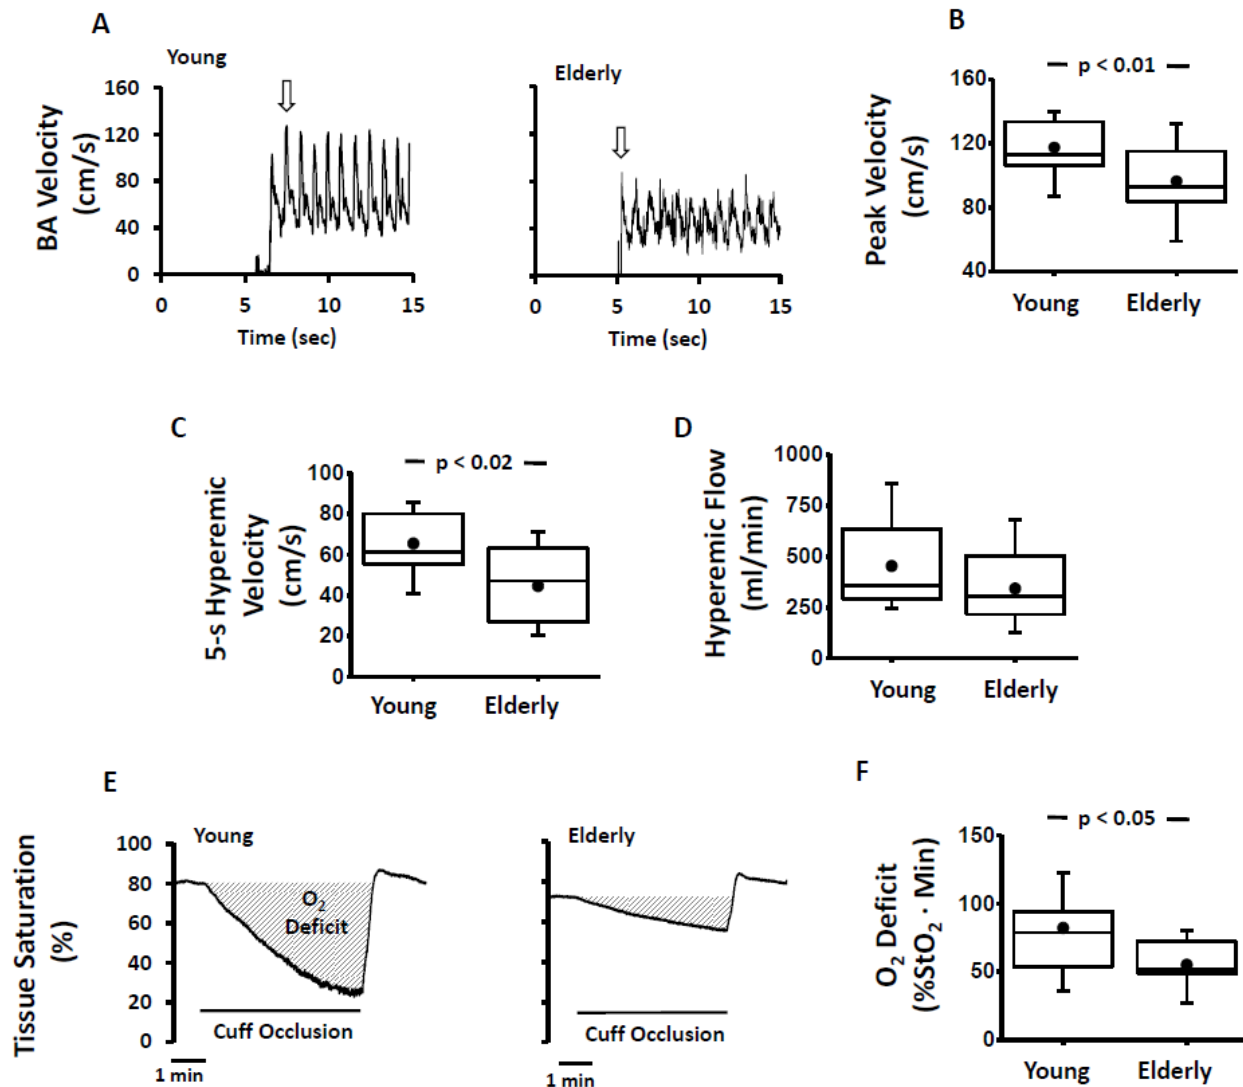 A
Young
160
120
80
40
0
BA Velocity
(cm/s)
0 5 10 15
Time (sec)
Elderly
0 5 10 15
Time (sec)
B
p < 0.01
160
120
80
40
Peak Velocity
(cm/s)
Young Elderly
C
p < 0.02
100
80
60
40
20
0
5-s Hyperemic
Velocity
(cm/s)
Young Elderly
D
1000
750
500
250
0
Hyperemic Flow
(ml/min)
Young Elderly
E
Young
100
80
60
40
20
0
Tissue Saturation
(%)
O2
Deficit
Cuff Occlusion
1 min
Elderly
Cuff Occlusion
1 min
F
p < 0.05
150
100
50
0
O2 Deficit
(%StO2 · Min)
Young Elderly